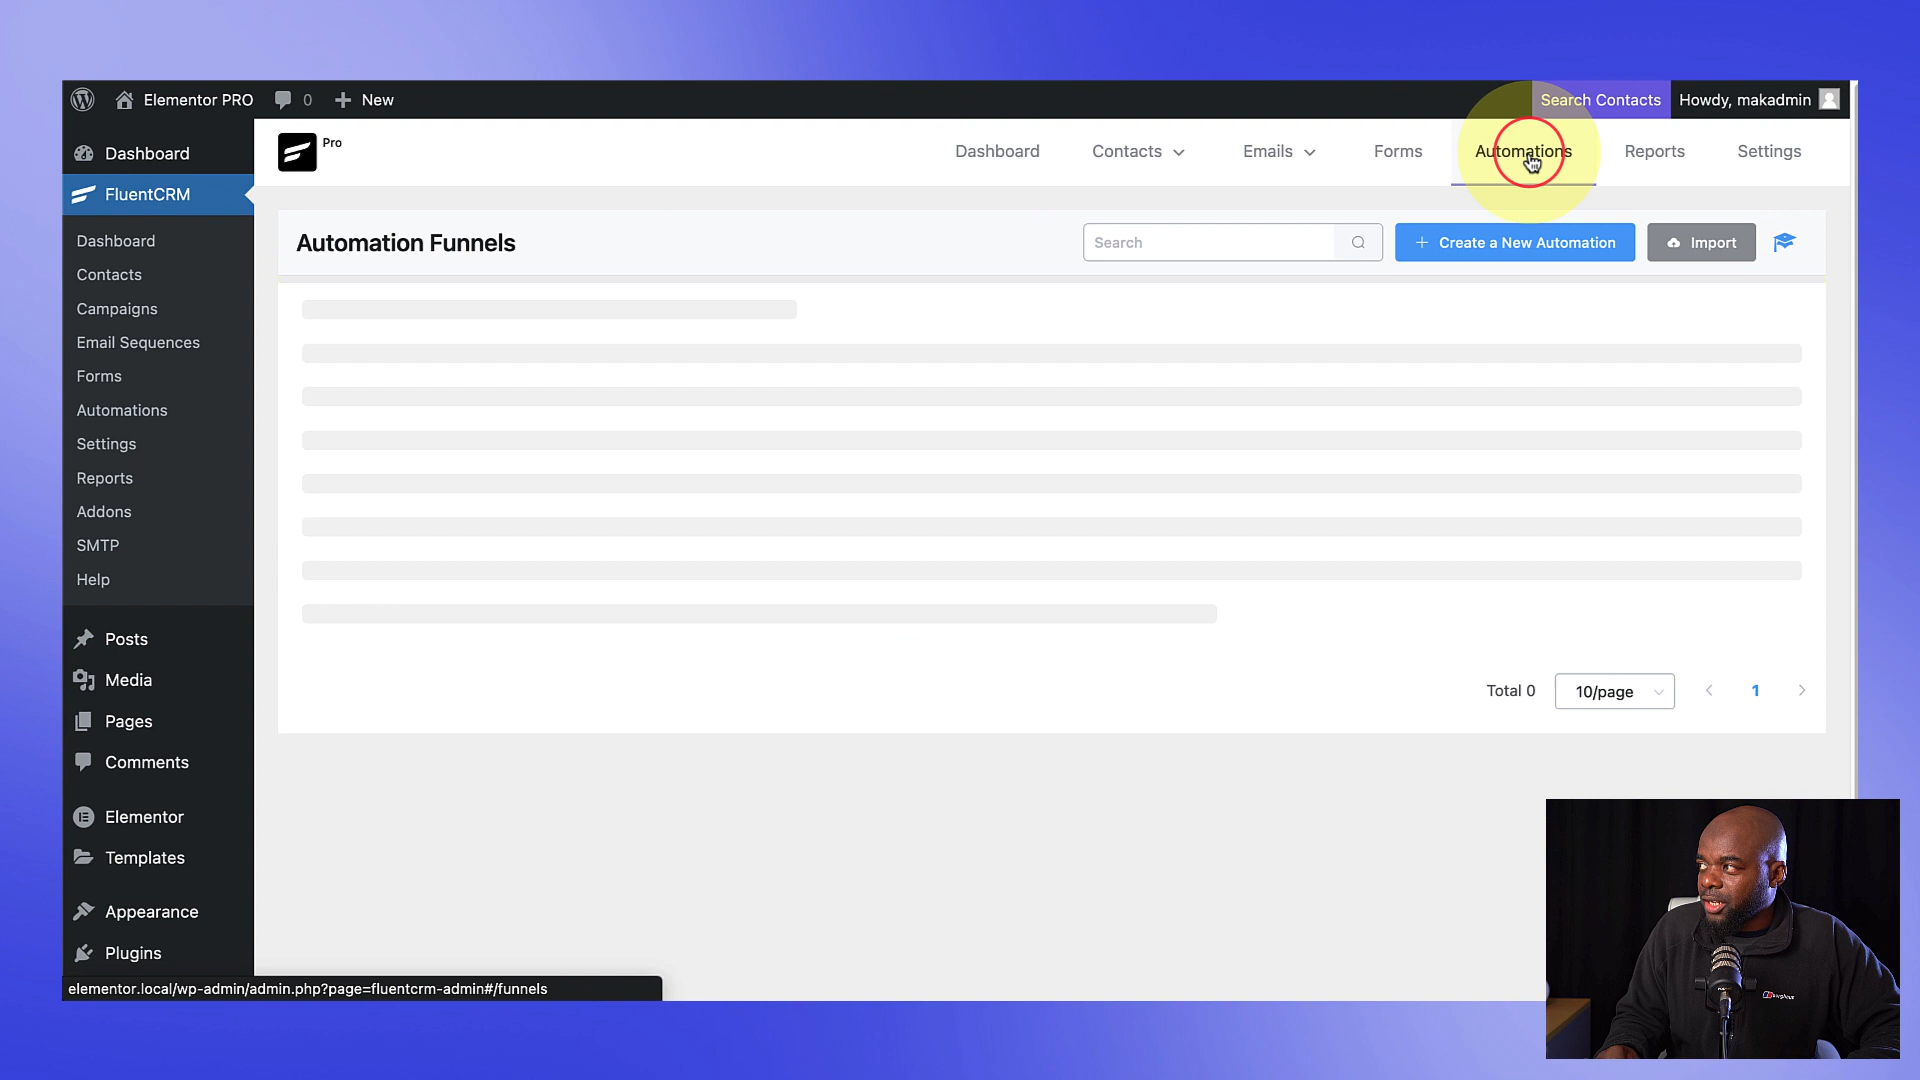 Elementor PRO 0 New Search Contacts Howdy, makadmin
Pro Dashboard Contacts Emails Forms Automations Reports Settings
Dashboard
FluentCRM
Dashboard
Contacts
Campaigns
Email Sequences
Forms
Automations
Settings
Reports
Addons
SMTP
Help
Posts
Media
Pages
Comments
Elementor
Templates
Appearance
Plugins
Automation Funnels Search Create a New Automation Import
Total 0 10/page 1
elementor.local/wp-admin/admin.php?page=fluentcrm-admin#/funnels